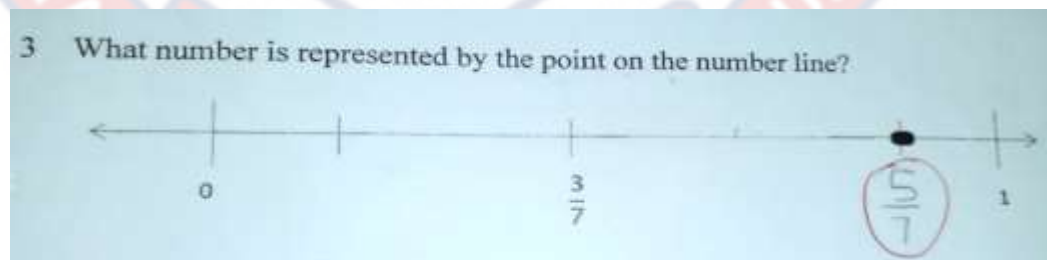 3 What number is represented by the point on the number line?
0 3/7 5/7 1